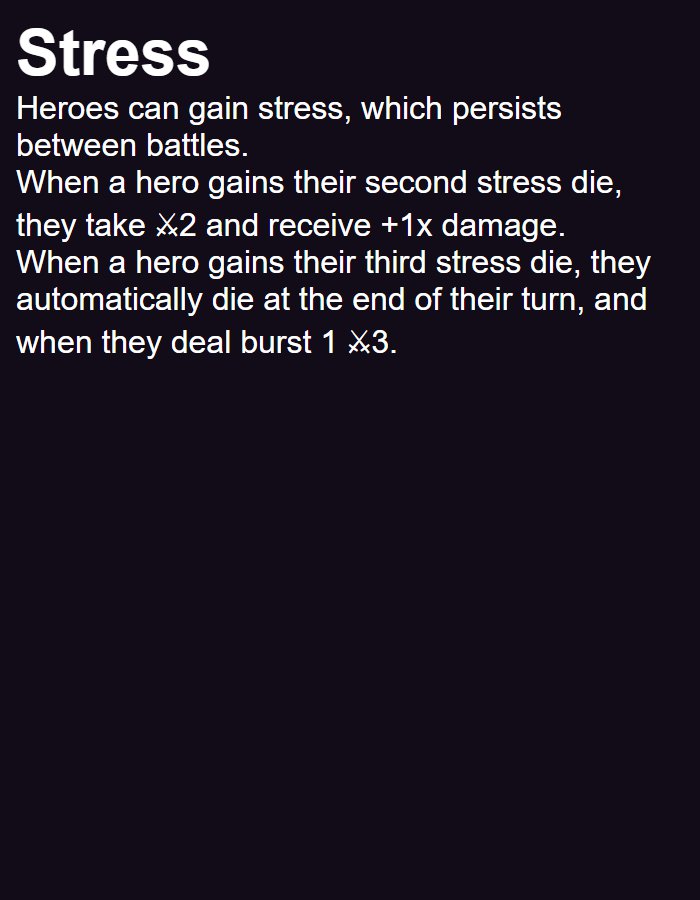 Stress
Heroes can gain stress, which persists
between battles.
When a hero gains their second stress die,
they take ⚔2 and receive +1x damage.
When a hero gains their third stress die, they
automatically die at the end of their turn, and
when they deal burst 1 ⚔3.